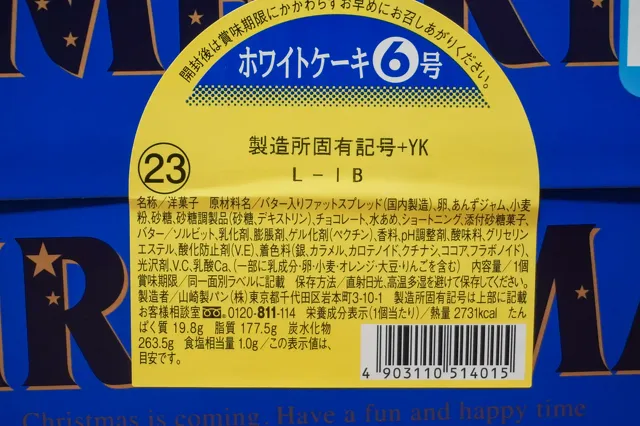 MERRY
開封後は賞味期限にかかわらずお早めにお召しあがりください。
ホワイトケーキ6号
製造所固有記号+YK
23
L-IB
名称/洋菓子 原材料名/バター入りファットスプレッド(国内製造)、卵、あんずジャム、小麦
粉、砂糖、砂糖調製品(砂糖、デキストリン)、チョコレート、水あめ、ショートニング、添付砂糖菓子、
バター/ソルビット、乳化剤、膨脹剤、ゲル化剤(ペクチン)、香料、pH調整剤、酸味料、グリセリン
エステル、酸化防止剤(V.E)、着色料(銀、カラメル、カロテノイド、クチナシ、ココア、フラボノイド)、
光沢剤、V.C、乳酸Ca、(一部に乳成分・卵・小麦・オレンジ・大豆・りんごを含む) 内容量/1個
賞味期限/同一面別ラベルに記載 保存方法/直射日光、高温多湿を避けて保存してください。
製造者/山崎製パン(株)東京都千代田区岩本町3-10-1 製造所固有記号は上部に記載
お客様相談室 0120-811-114 栄養成分表示(1個当たり)/熱量 2731kcal たん
ぱく質 19.8g 脂質 177.5g 炭水化物
263.5g 食塩相当量 1.0g/この表示値は、
目安です。
4 903110 514015
Christmas is coming. Have a fun and happy time